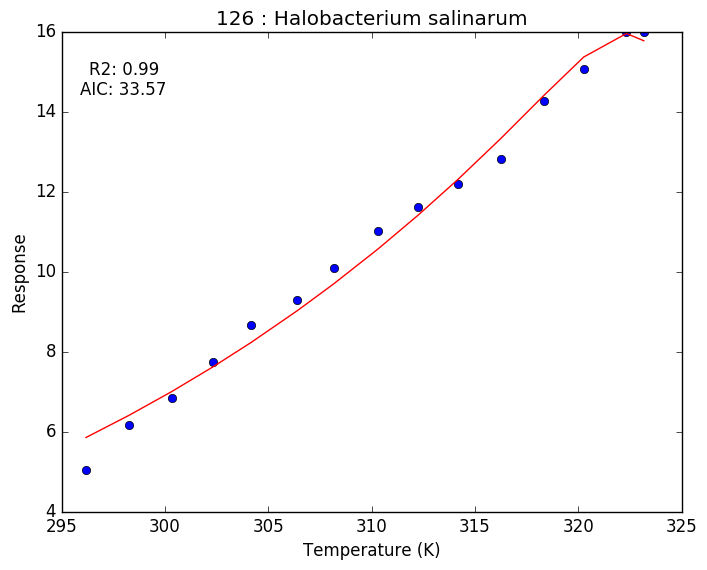 126 : Halobacterium salinarum
R2: 0.99
AIC: 33.57
16
14
12
10
8
6
4
Response
295 300 305 310 315 320 325
Temperature (K)